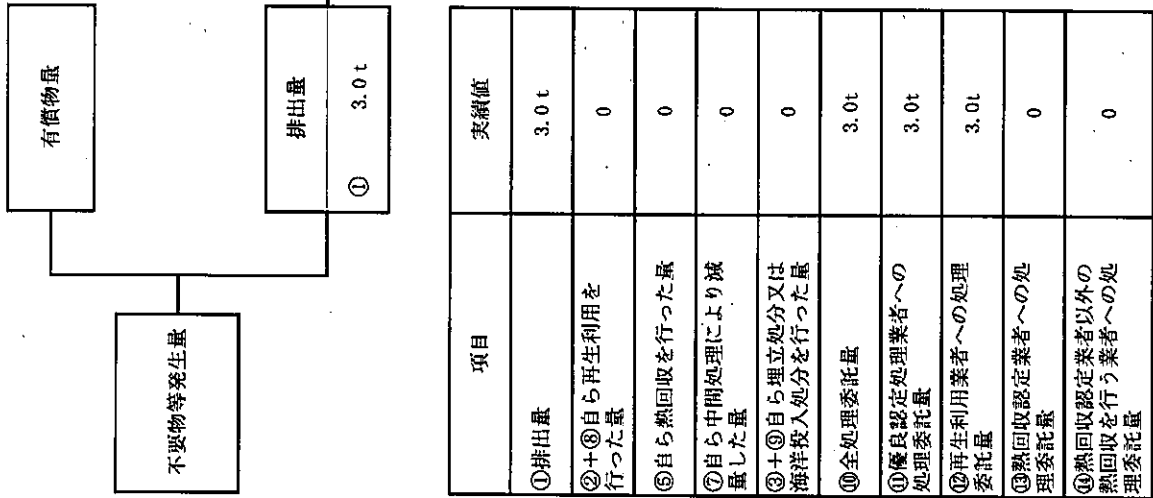 有償物量
不要物等発生量
排出量
① 3.0t
項目 実績値
①排出量 3.0t
②+⑧自ら再生利用を
行った量 0
⑤自ら熱回収を行った量 0
⑦自ら中間処理により減
量した量 0
③+⑨自ら埋立処分又は
海洋投入処分を行った量 0
⑩全処理委託量 3.0t
⑪優良認定処理業者への
処理委託量 3.0t
⑫再生利用業者への処理
委託量 3.0t
⑬熱回収認定業者への処
理委託量 0
⑭熱回収認定業者以外の
熱回収を行う業者への処
理委託量 0